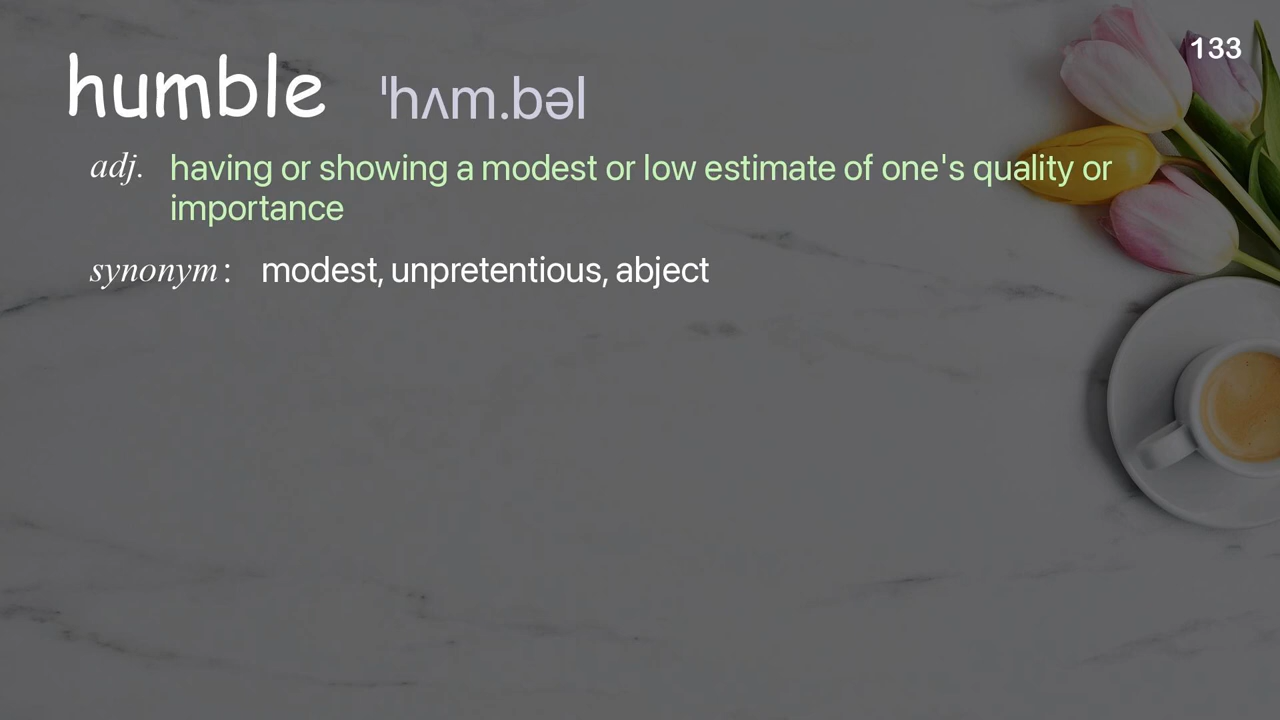 133
humble ˈhʌm.bəl
adj. having or showing a modest or low estimate of one's quality or
importance
synonym: modest, unpretentious, abject